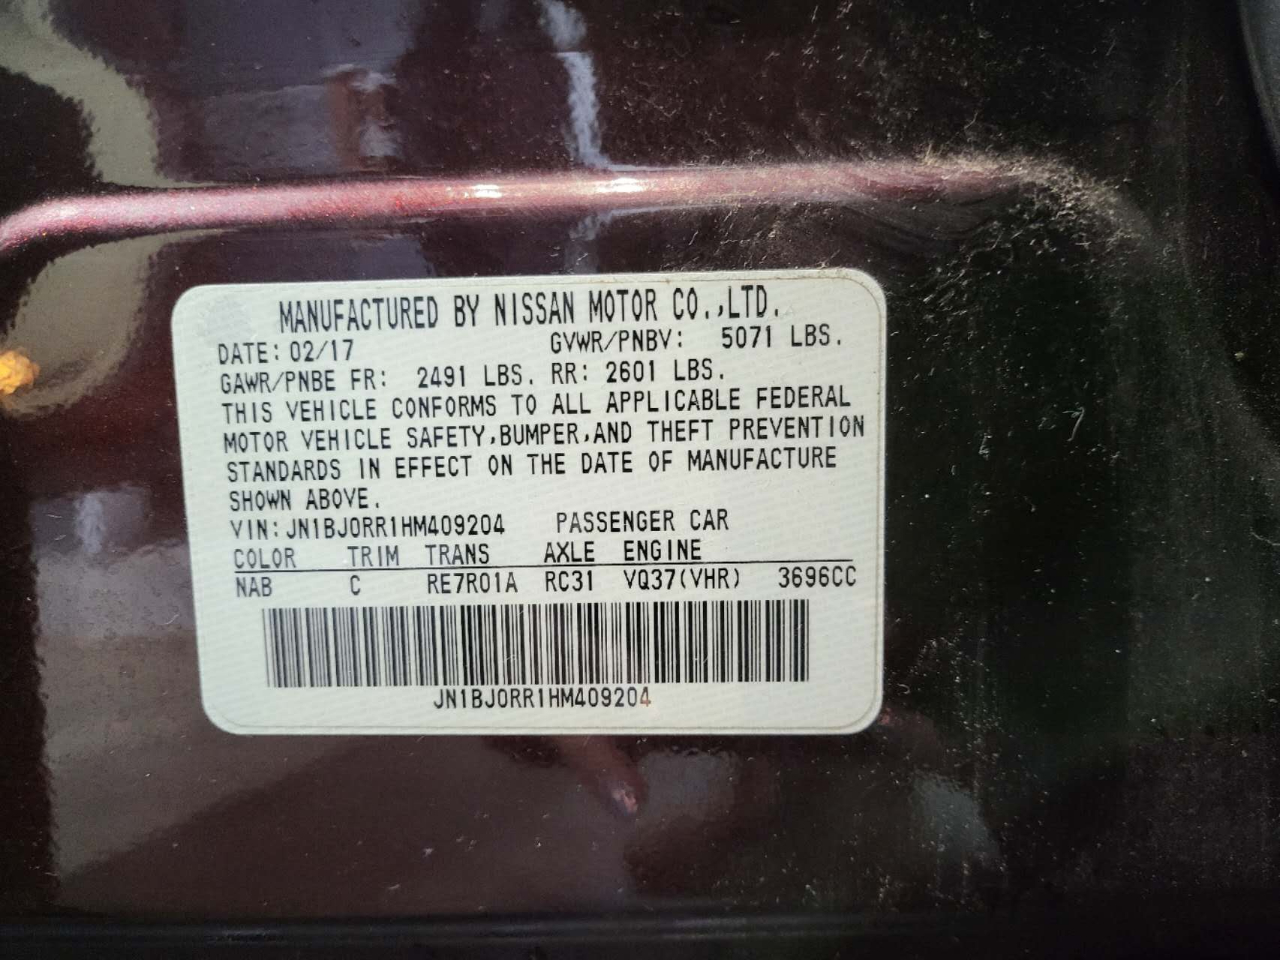 MANUFACTURED BY NISSAN MOTOR CO.,LTD.
DATE: 02/17 GVWR/PNBV: 5071 LBS.
GAWR/PNBE FR: 2491 LBS. RR: 2601 LBS.
THIS VEHICLE CONFORMS TO ALL APPLICABLE FEDERAL
MOTOR VEHICLE SAFETY,BUMPER,AND THEFT PREVENTION
STANDARDS IN EFFECT ON THE DATE OF MANUFACTURE
SHOWN ABOVE.
VIN: JN1BJ0RR1HM409204 PASSENGER CAR
COLOR TRIM TRANS AXLE ENGINE
NAB C RE7R01A RC31 VQ37(VHR) 3696CC
JN1BJ0RR1HM409204